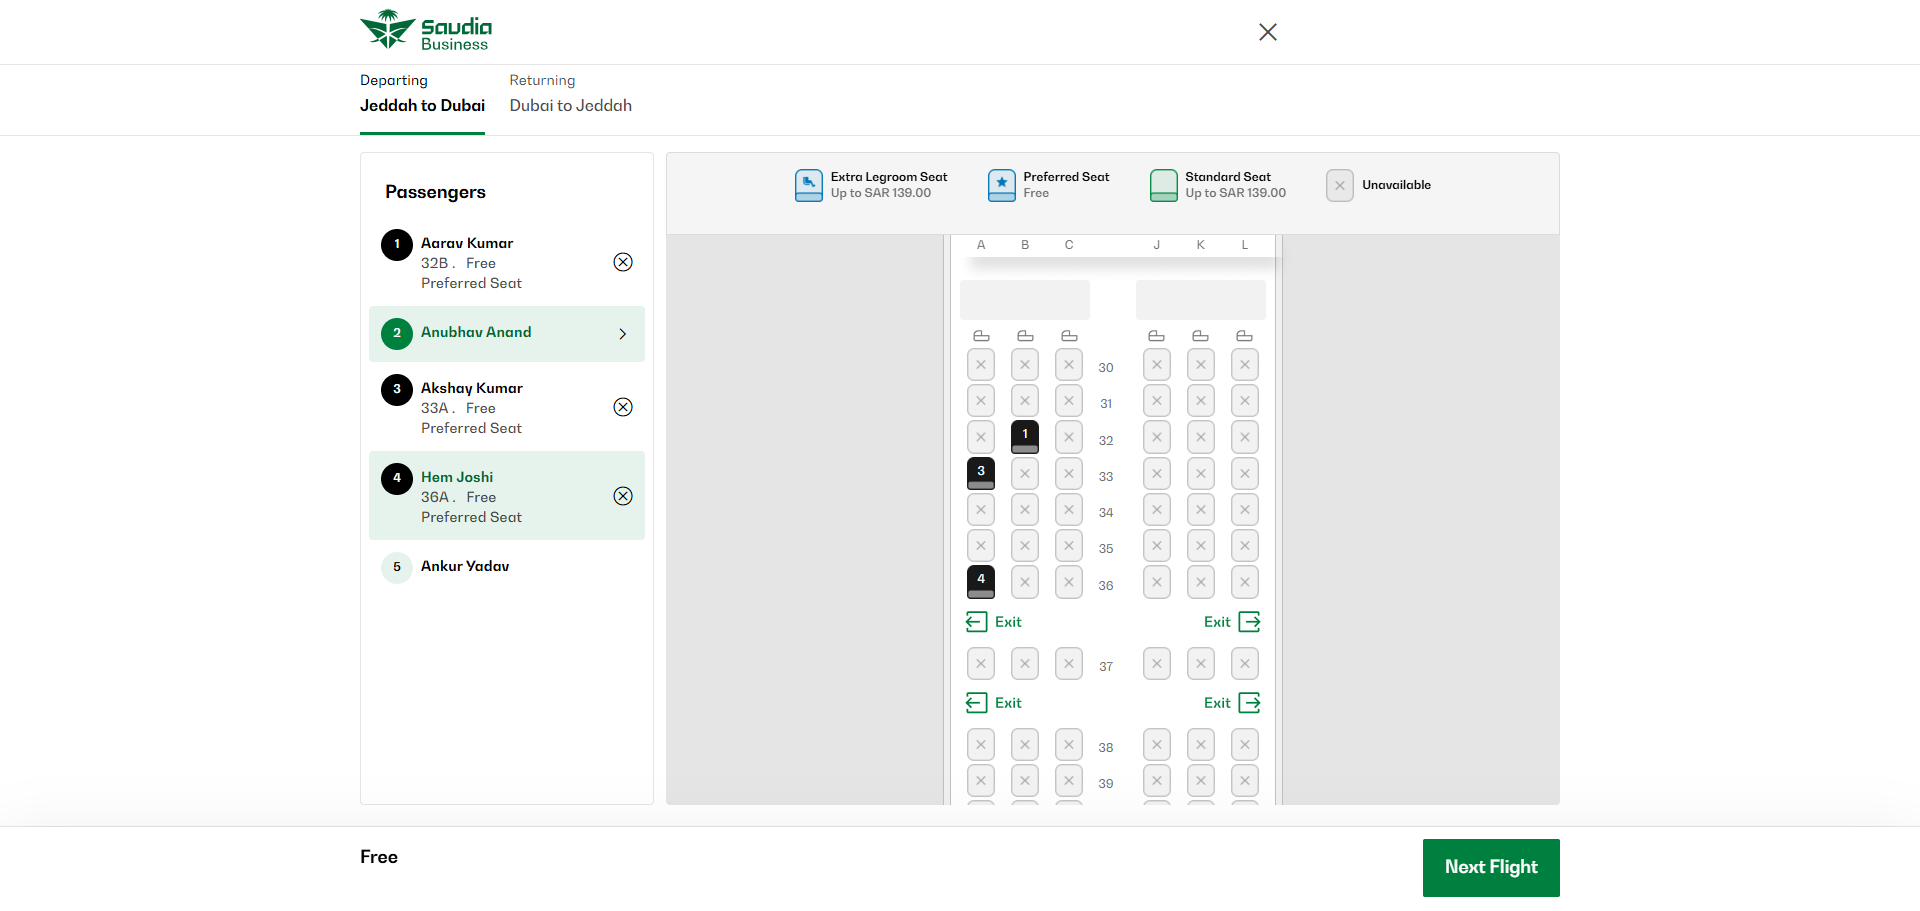 Saudia
Business
Departing
Jeddah to Dubai
Returning
Dubai to Jeddah
Passengers
1
Aarav Kumar
32B . Free
Preferred Seat
2
Anubhav Anand
3
Akshay Kumar
33A . Free
Preferred Seat
4
Hem Joshi
36A . Free
Preferred Seat
5
Ankur Yadav
Extra Legroom Seat
Up to SAR 139.00
Preferred Seat
Free
Standard Seat
Up to SAR 139.00
Unavailable
A B C J K L
30
31
1 32
3 33
34
35
4 36
Exit Exit
37
Exit Exit
38
39
Free
Next Flight